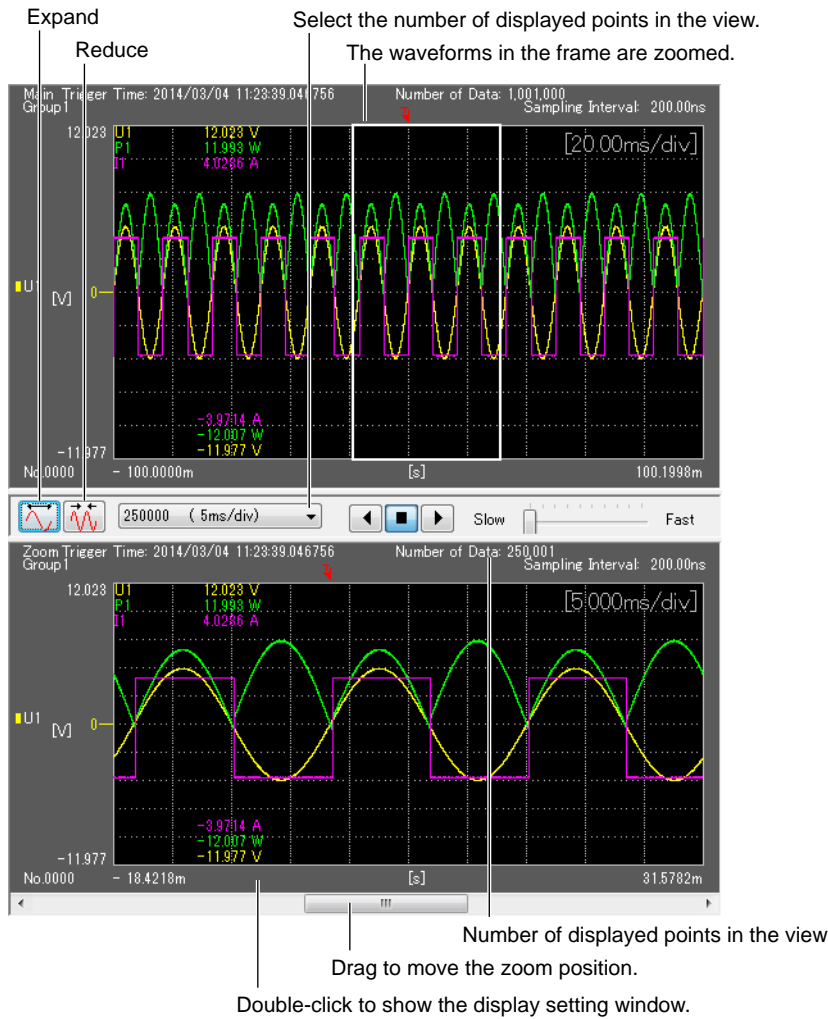 Expand
Select the number of displayed points in the view.
Reduce
The waveforms in the frame are zoomed.
Main Trigger Time: 2014/03/04 11:23:39.046756 Number of Data: 1,001,000
Group1 Sampling Interval: 200.00ns
12.023 U1 12.023 V [20.00ms/div]
P1 11.993 W
I1 4.0286 A
U1 [V] 0
-3.9714 A
-12.007 W
-11.977 -11.977 V
No.0000 - 100.0000m [s] 100.1998m
250000 ( 5ms/div) Slow Fast
Zoom Trigger Time: 2014/03/04 11:23:39.046756 Number of Data: 250,001
Group1 Sampling Interval: 200.00ns
12.023 U1 12.023 V [5.000ms/div]
P1 11.993 W
I1 4.0286 A
U1 [V] 0
-3.9714 A
-12.007 W
-11.977 -11.977 V
No.0000 - 18.4218m [s] 31.5782m
Number of displayed points in the view
Drag to move the zoom position.
Double-click to show the display setting window.